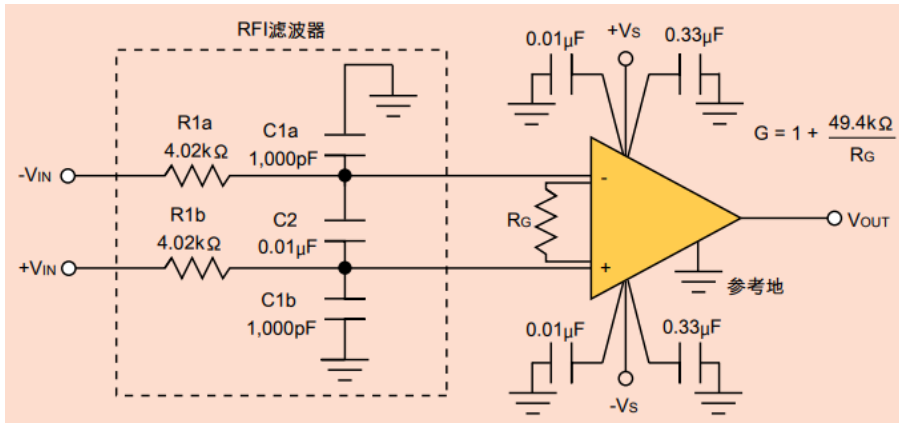 RFI滤波器
0.01µF
+VS
0.33µF
G = 1 + 49.4kΩ
RG
R1a
4.02kΩ
C1a
1,000pF
-VIN
-
R1b
4.02kΩ
C2
0.01µF
RG
VOUT
+VIN
+
参考地
C1b
1,000pF
0.01µF
0.33µF
-VS